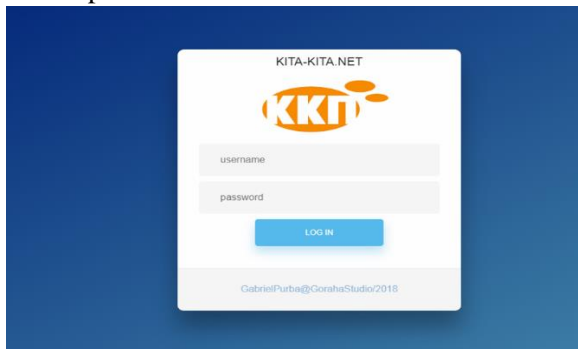 KITA-KITA.NET
KKП
username
password
LOG IN
GabrielPurba@GorahaStudio/2018